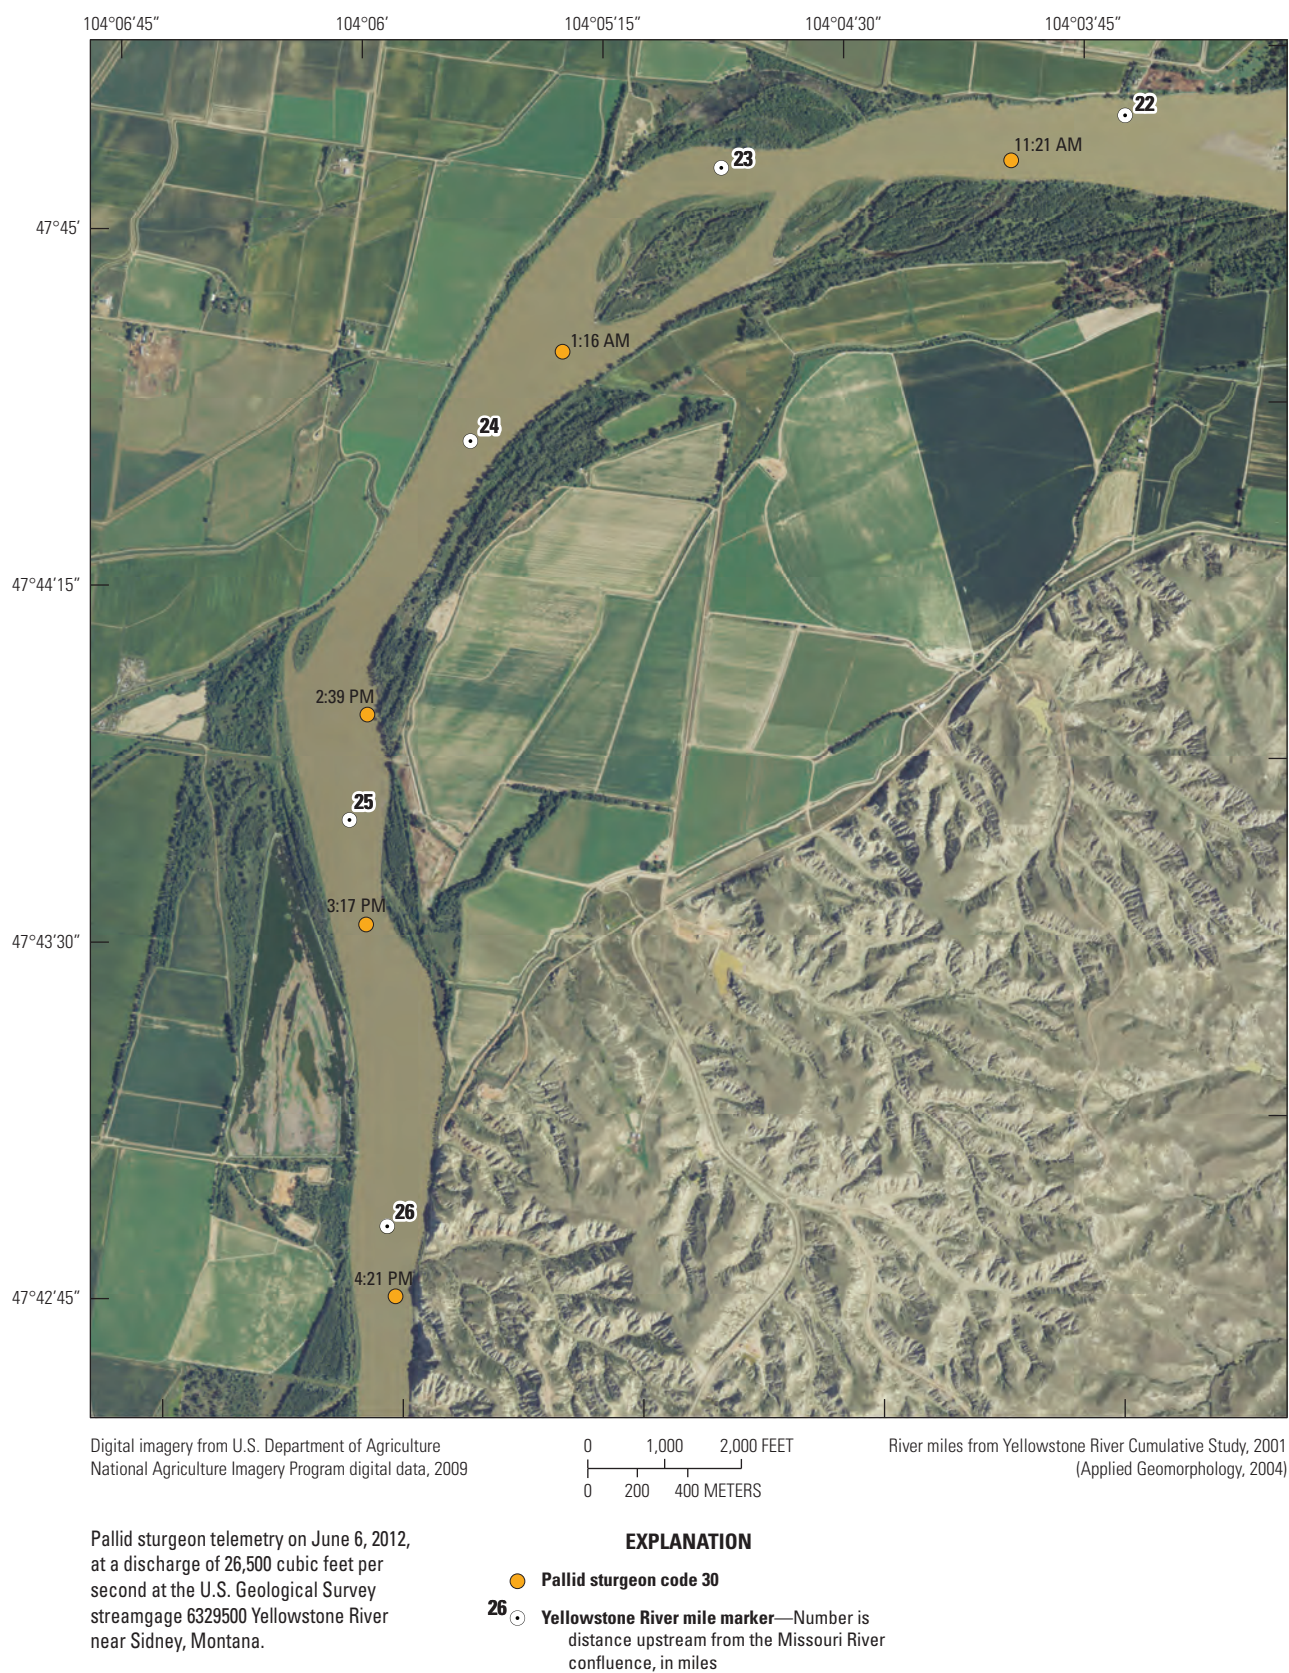 104°06'45" 104°06' 104°05'15" 104°04'30" 104°03'45"
22
11:21 AM
23
47°45'
1:16 AM
24
47°44'15"
2:39 PM
25
3:17 PM
47°43'30"
26
4:21 PM
47°42'45"
Digital imagery from U.S. Department of Agriculture
National Agriculture Imagery Program digital data, 2009
0 1,000 2,000 FEET
0 200 400 METERS
River miles from Yellowstone River Cumulative Study, 2001
(Applied Geomorphology, 2004)
Pallid sturgeon telemetry on June 6, 2012,
at a discharge of 26,500 cubic feet per
second at the U.S. Geological Survey
streamgage 6329500 Yellowstone River
near Sidney, Montana.
EXPLANATION
Pallid sturgeon code 30
26 Yellowstone River mile marker—Number is
distance upstream from the Missouri River
confluence, in miles